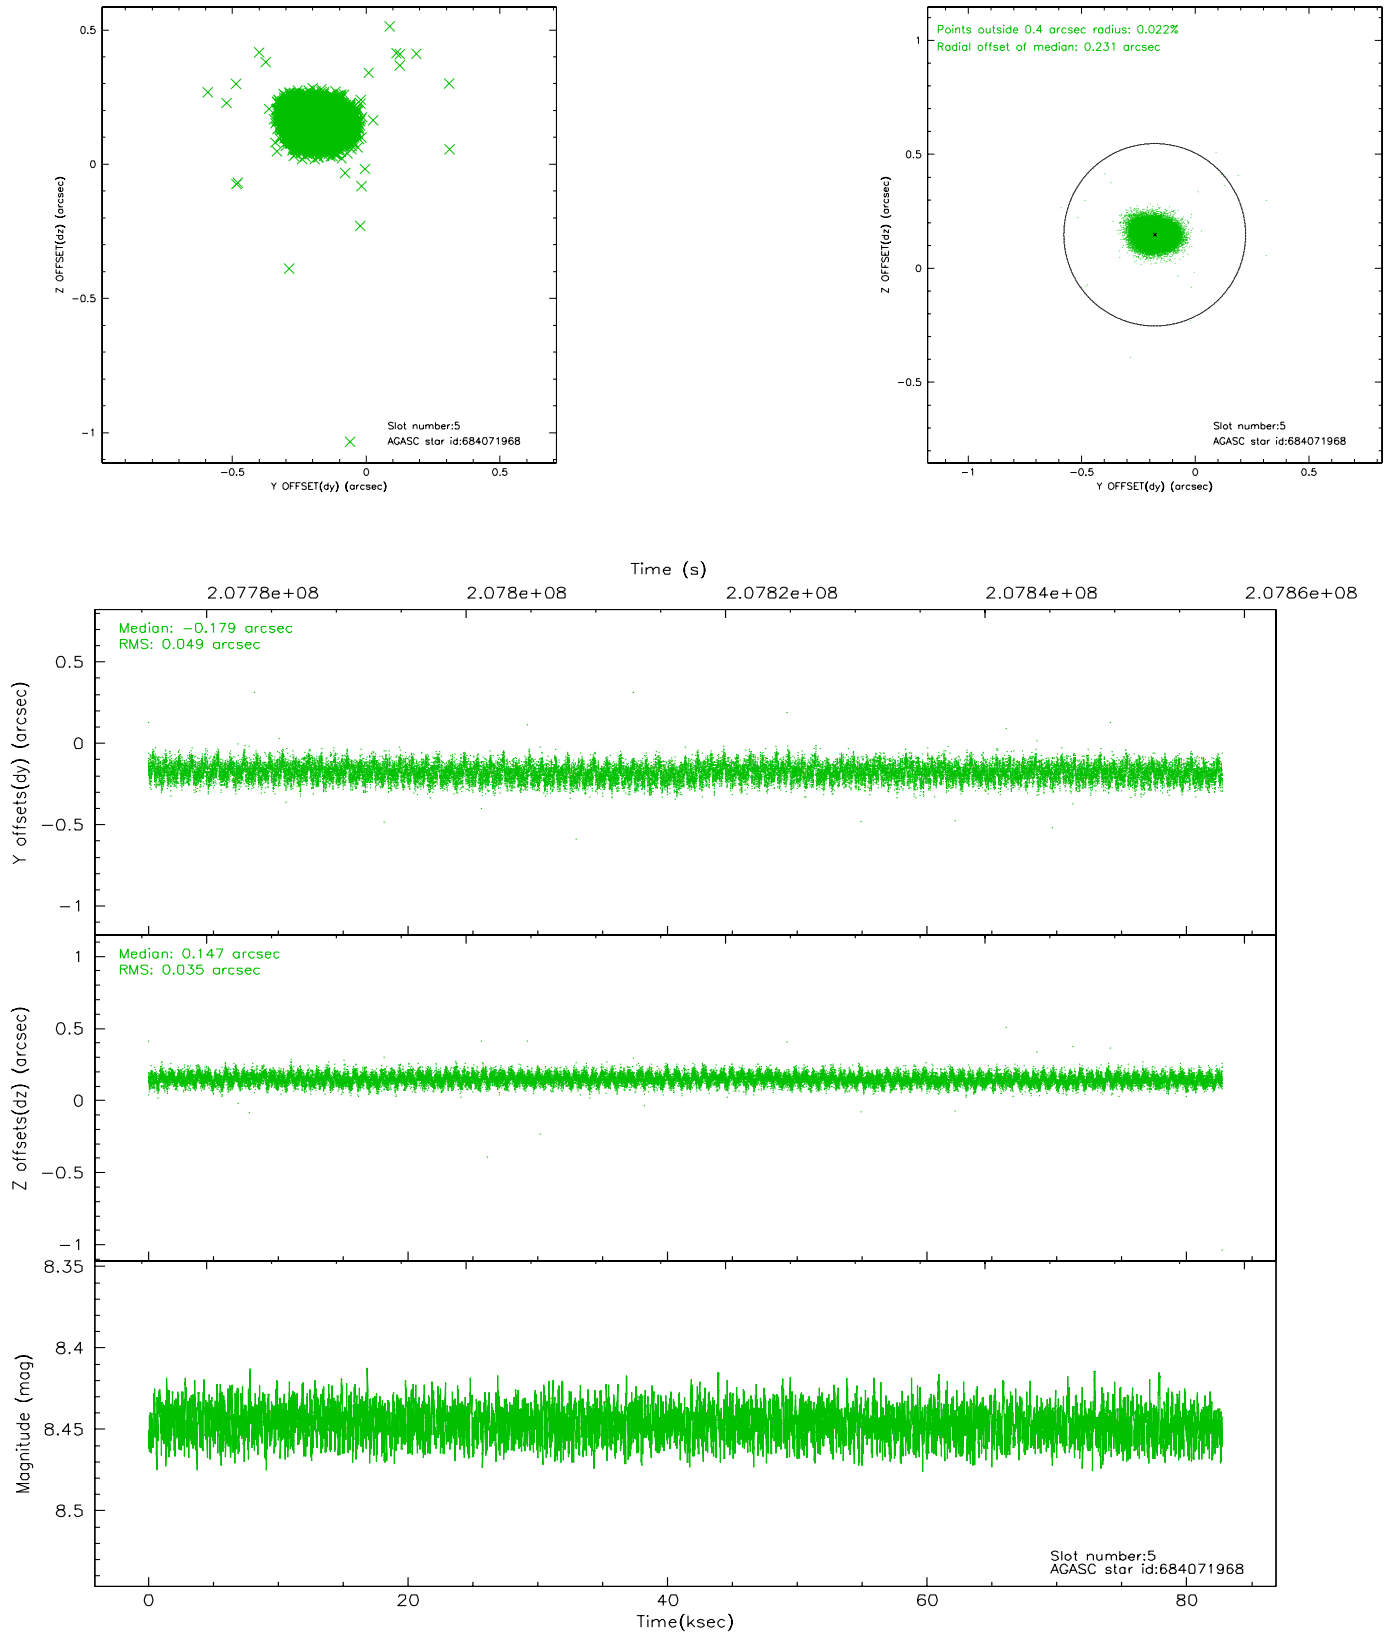 0.5
0
−0.5
−1
Z OFFSET(dz) (arcsec)
Slot number:5
AGASC star id:684071968
−0.5 0 0.5
Y OFFSET(dy) (arcsec)
Points outside 0.4 arcsec radius: 0.022%
Radial offset of median: 0.231 arcsec
1
0.5
0
−0.5
Z OFFSET(dz) (arcsec)
Slot number:5
AGASC star id:684071968
−1 −0.5 0 0.5
Y OFFSET(dy) (arcsec)
Time (s)
2.0778e+08 2.078e+08 2.0782e+08 2.0784e+08 2.0786e+08
Median: −0.179 arcsec
RMS: 0.049 arcsec
0.5
0
−0.5
−1
Y offsets(dy) (arcsec)
Median: 0.147 arcsec
RMS: 0.035 arcsec
1
0.5
0
−0.5
−1
Z offsets(dz) (arcsec)
8.35
8.4
8.45
8.5
Magnitude (mag)
Slot number:5
AGASC star id:684071968
0 20 40 60 80
Time(ksec)